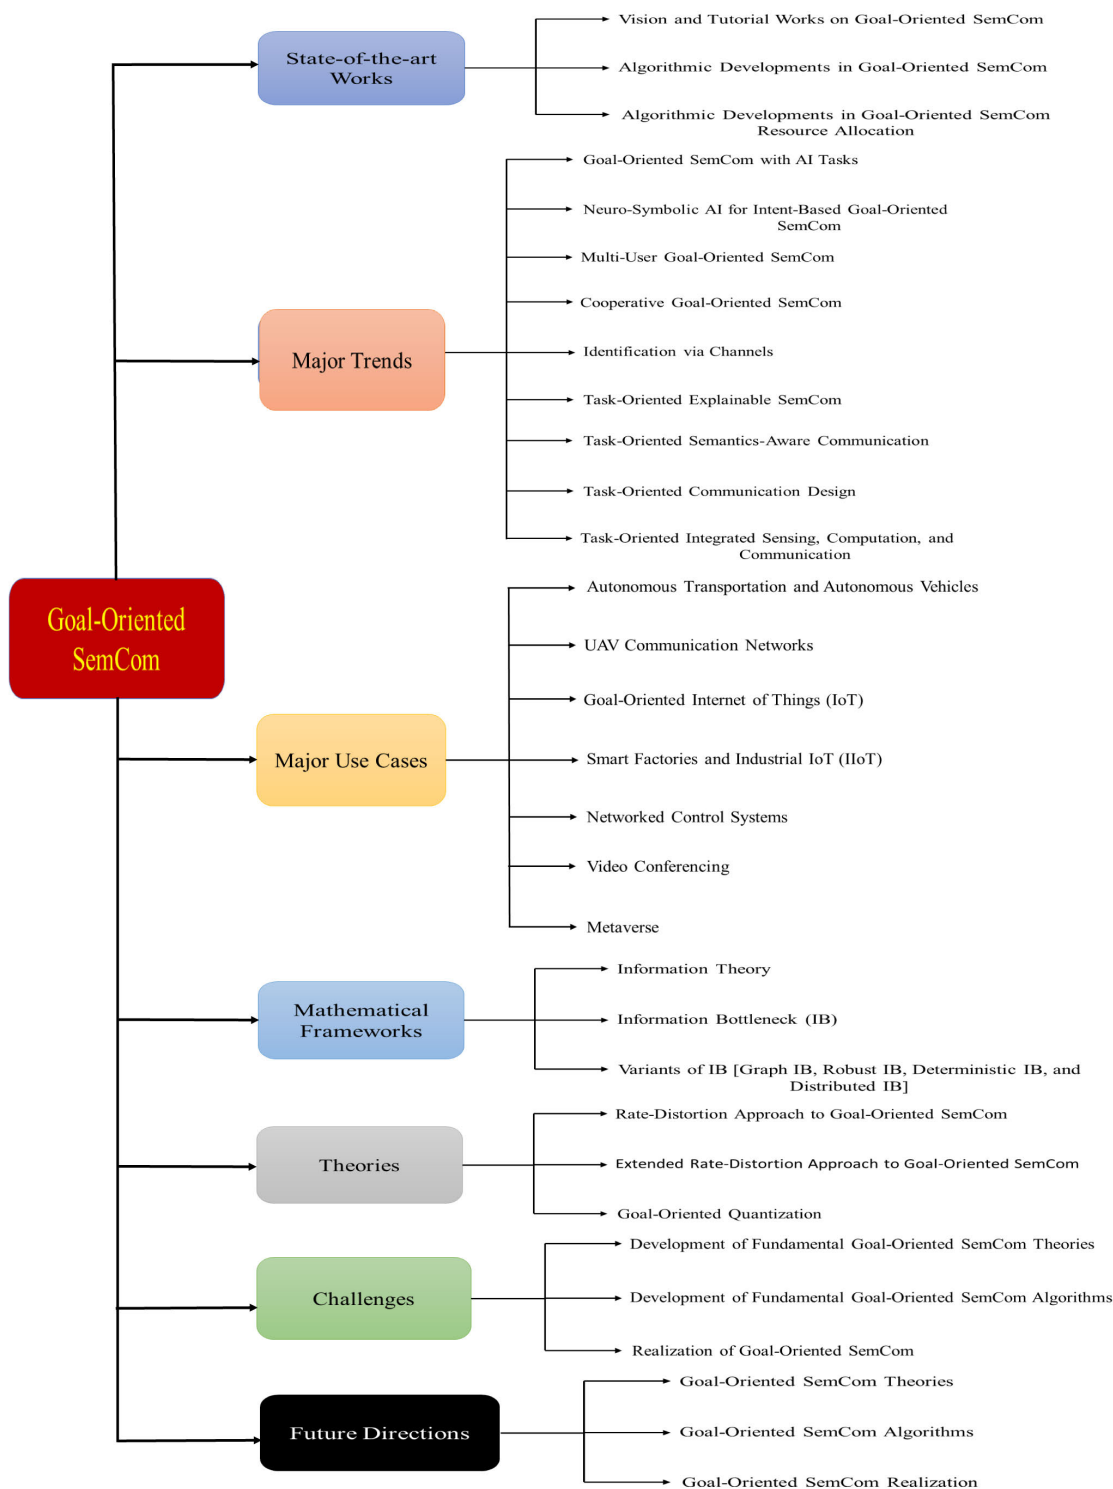 State-of-the-art
Works
Vision and Tutorial Works on Goal-Oriented SemCom
Algorithmic Developments in Goal-Oriented SemCom
Algorithmic Developments in Goal-Oriented SemCom
Resource Allocation
Major Trends
Goal-Oriented SemCom with AI Tasks
Neuro-Symbolic AI for Intent-Based Goal-Oriented
SemCom
Multi-User Goal-Oriented SemCom
Cooperative Goal-Oriented SemCom
Identification via Channels
Task-Oriented Explainable SemCom
Task-Oriented Semantics-Aware Communication
Task-Oriented Communication Design
Task-Oriented Integrated Sensing, Computation, and
Communication
Goal-Oriented
SemCom
Major Use Cases
Autonomous Transportation and Autonomous Vehicles
UAV Communication Networks
Goal-Oriented Internet of Things (IoT)
Smart Factories and Industrial IoT (IIoT)
Networked Control Systems
Video Conferencing
Metaverse
Mathematical
Frameworks
Information Theory
Information Bottleneck (IB)
Variants of IB [Graph IB, Robust IB, Deterministic IB, and
Distributed IB]
Theories
Rate-Distortion Approach to Goal-Oriented SemCom
Extended Rate-Distortion Approach to Goal-Oriented SemCom
Goal-Oriented Quantization
Challenges
Development of Fundamental Goal-Oriented SemCom Theories
Development of Fundamental Goal-Oriented SemCom Algorithms
Realization of Goal-Oriented SemCom
Future Directions
Goal-Oriented SemCom Theories
Goal-Oriented SemCom Algorithms
Goal-Oriented SemCom Realization